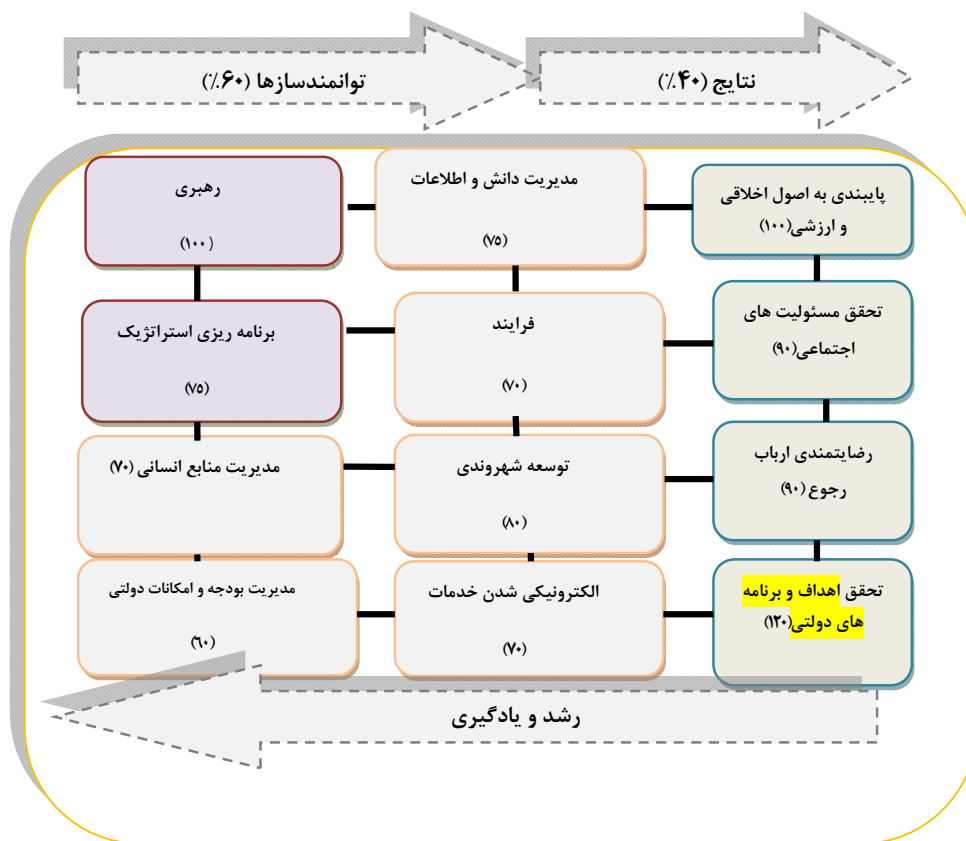 توانمندسازها (۶۰٪)
نتایج (۴۰٪)
رهبری
(۱۰۰)
مدیریت دانش و اطلاعات
(۷۵)
پایبندی به اصول اخلاقی
و ارزشی(۱۰۰)
برنامه ریزی استراتژیک
(۷۵)
فرایند
(۷۰)
تحقق مسئولیت های
اجتماعی(۹۰)
مدیریت منابع انسانی (۷۰)
توسعه شهروندی
(۸۰)
رضایتمندی ارباب
رجوع (۹۰)
مدیریت بودجه و امکانات دولتی
(۶۰)
الکترونیکی شدن خدمات
(۷۰)
تحقق اهداف و برنامه
های دولتی(۱۲۰)
رشد و یادگیری